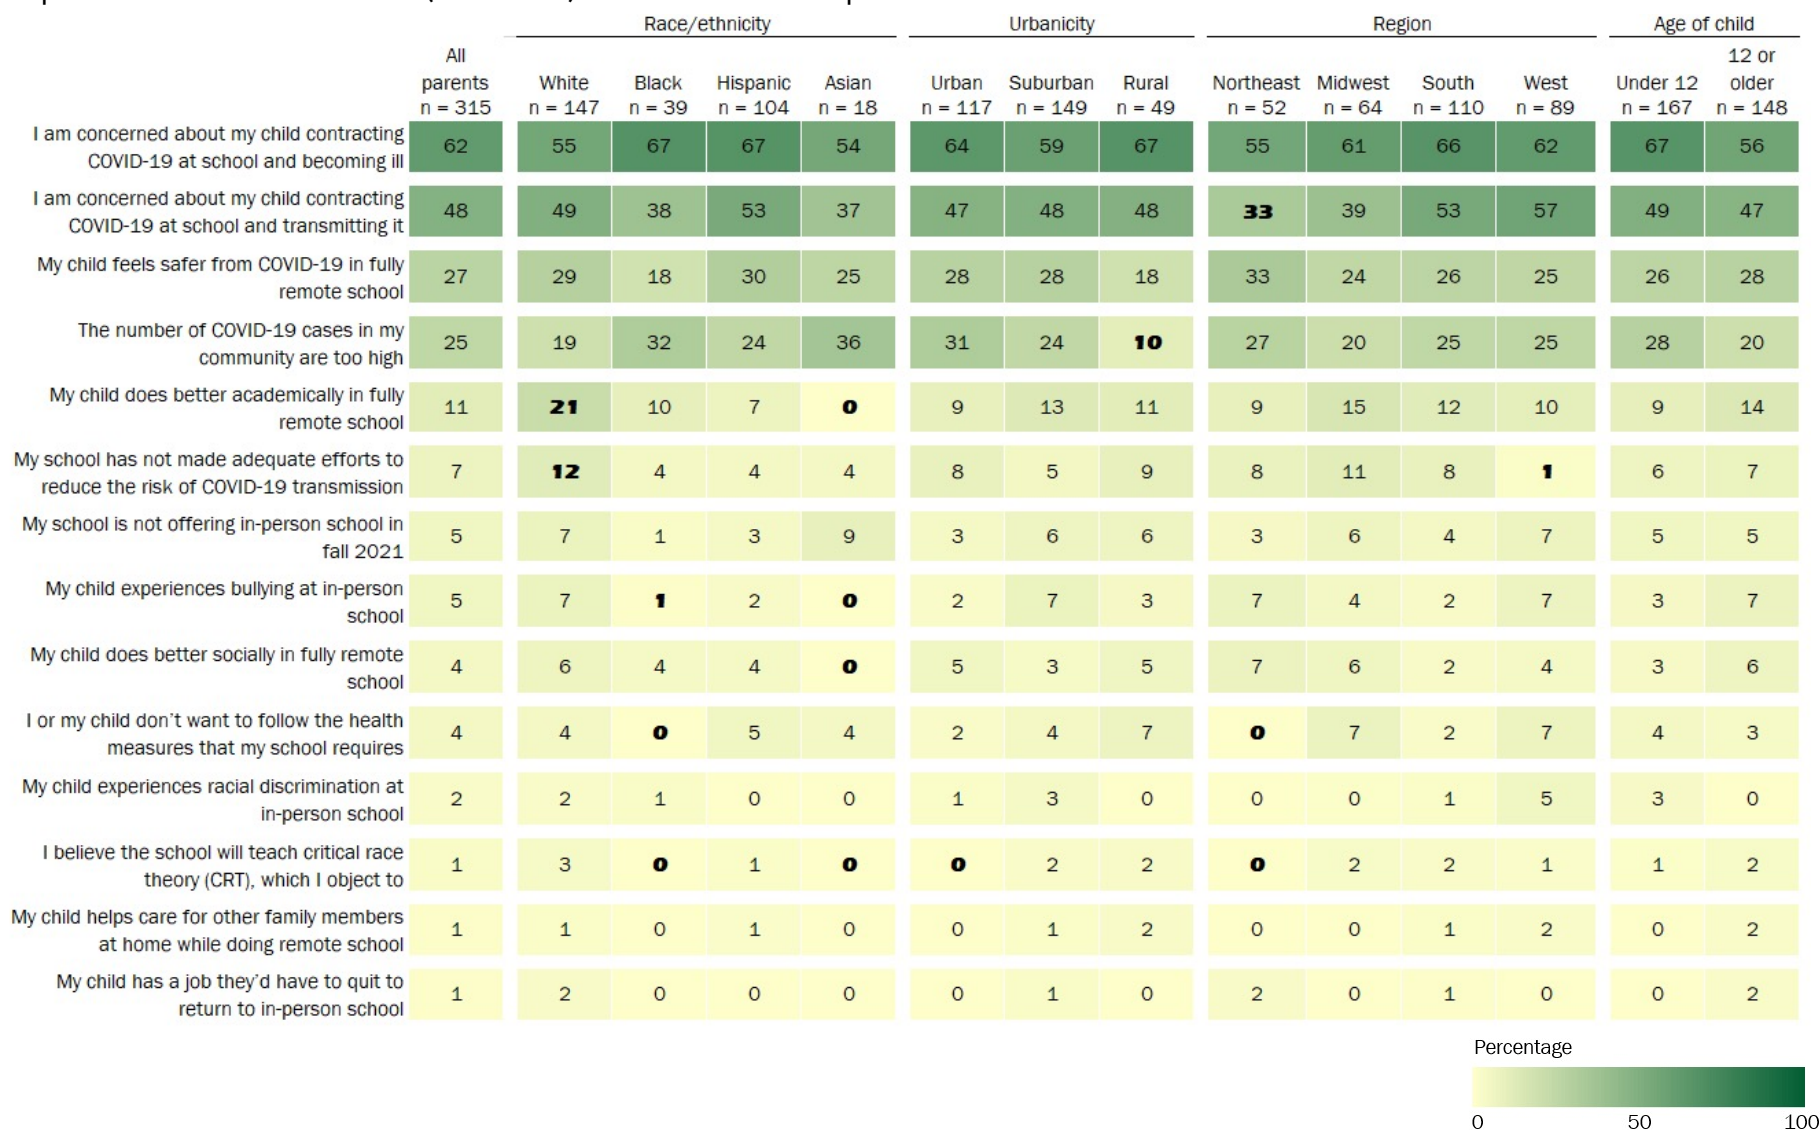 Race/ethnicity Urbanicity Region Age of child
All parents n = 315 White n = 147 Black n = 39 Hispanic n = 104 Asian n = 18 Urban n = 117 Suburban n = 149 Rural n = 49 Northeast n = 52 Midwest n = 64 South n = 110 West n = 89 Under 12 n = 167 12 or older n = 148
I am concerned about my child contracting
COVID-19 at school and becoming ill
62 55 67 67 54 64 59 67 55 61 66 62 67 56
I am concerned about my child contracting
COVID-19 at school and transmitting it
48 49 38 53 37 47 48 48 33 39 53 57 49 47
My child feels safer from COVID-19 in fully
remote school
27 29 18 30 25 28 28 18 33 24 26 25 26 28
The number of COVID-19 cases in my
community are too high
25 19 32 24 36 31 24 10 27 20 25 25 28 20
My child does better academically in fully
remote school
11 21 10 7 0 9 13 11 9 15 12 10 9 14
My school has not made adequate efforts to
reduce the risk of COVID-19 transmission
7 12 4 4 4 8 5 9 8 11 8 1 6 7
My school is not offering in-person school in
fall 2021
5 7 1 3 9 3 6 6 3 6 4 7 5 5
My child experiences bullying at in-person
school
5 7 1 2 0 2 7 3 7 4 2 7 3 7
My child does better socially in fully remote
school
4 6 4 4 0 5 3 5 7 6 2 4 3 6
I or my child don't want to follow the health
measures that my school requires
4 4 0 5 4 2 4 7 0 7 2 7 4 3
My child experiences racial discrimination at
in-person school
2 2 1 0 0 1 3 0 0 0 1 5 3 0
I believe the school will teach critical race
theory (CRT), which I object to
1 3 0 1 0 0 2 2 0 2 2 1 1 2
My child helps care for other family members
at home while doing remote school
1 1 0 1 0 0 1 2 0 0 1 2 0 2
My child has a job they'd have to quit to
return to in-person school
1 2 0 0 0 0 1 0 2 0 1 0 0 2
Percentage
0 50 100